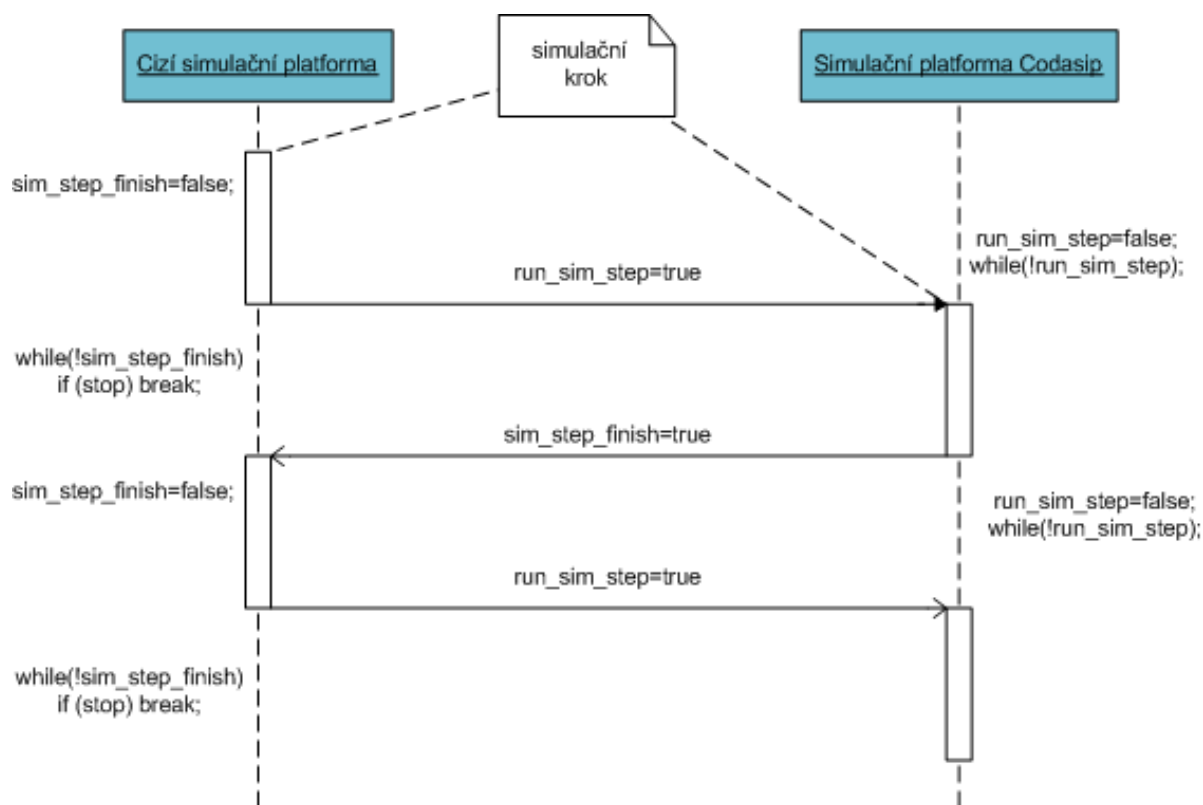 Cizí simulační platforma
simulační
krok
Simulační platforma Codasip
sim_step_finish=false;
run_sim_step=false;
while(!run_sim_step);
run_sim_step=true
while(!sim_step_finish)
if (stop) break;
sim_step_finish=true
sim_step_finish=false;
run_sim_step=false;
while(!run_sim_step);
run_sim_step=true
while(!sim_step_finish)
if (stop) break;